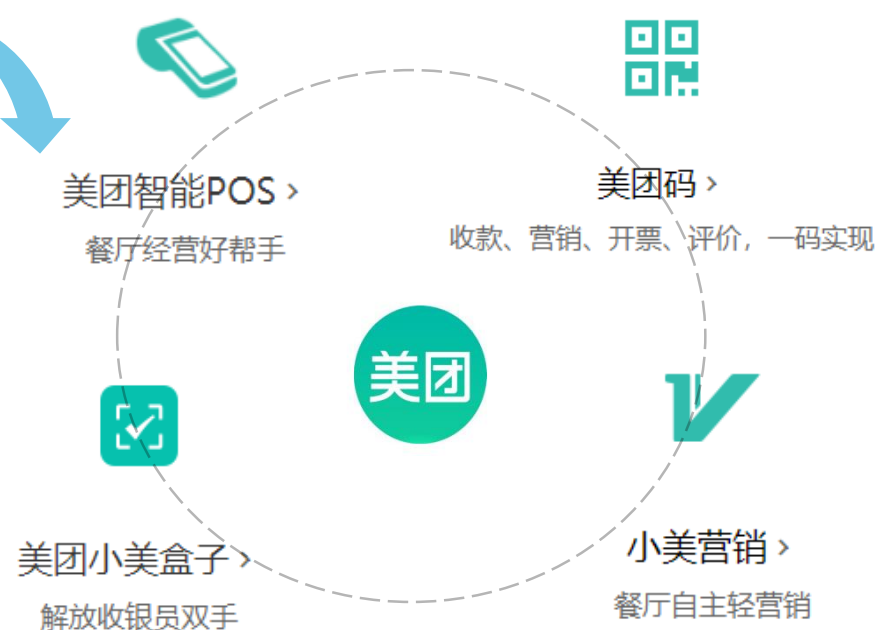 美团智能POS ›
餐厅经营好帮手
美团码 ›
收款、营销、开票、评价，一码实现
美团
美团小美盒子 ›
解放收银员双手
小美营销 ›
餐厅自主轻营销